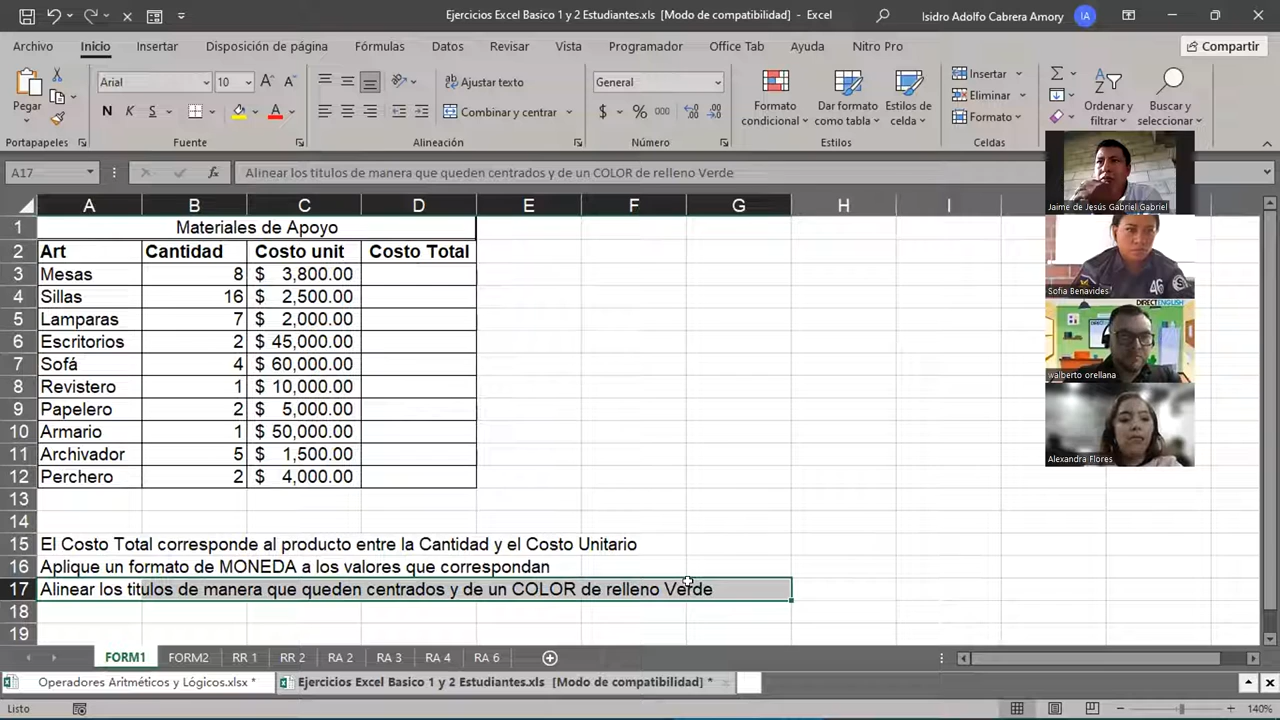 Ejercicios Excel Basico 1 y 2 Estudiantes.xls [Modo de compatibilidad] - Excel
Isidro Adolfo Cabrera Amory
IA
Archivo Inicio Insertar Disposición de página Fórmulas Datos Revisar Vista Programador Office Tab Ayuda Nitro Pro Compartir
Pegar
Portapapeles
Arial 10
N K S
Fuente
Ajustar texto
Combinar y centrar
Alineación
General
$ % 000
Número
Formato condicional
Dar formato como tabla
Estilos de celda
Estilos
Insertar
Eliminar
Formato
Celdas
Ordenar y filtrar
Buscar y seleccionar
A17 fx Alinear los titulos de manera que queden centrados y de un COLOR de relleno Verde
A B C D E F G H I
1 Materiales de Apoyo
2 Art Cantidad Costo unit Costo Total
3 Mesas 8 $ 3,800.00
4 Sillas 16 $ 2,500.00
5 Lamparas 7 $ 2,000.00
6 Escritorios 2 $ 45,000.00
7 Sofá 4 $ 60,000.00
8 Revistero 1 $ 10,000.00
9 Papelero 2 $ 5,000.00
10 Armario 1 $ 50,000.00
11 Archivador 5 $ 1,500.00
12 Perchero 2 $ 4,000.00
13
14
15 El Costo Total corresponde al producto entre la Cantidad y el Costo Unitario
16 Aplique un formato de MONEDA a los valores que correspondan
17 Alinear los titulos de manera que queden centrados y de un COLOR de relleno Verde
18
19
Jaime de Jesús Gabriel Gabriel
46
Sofia Benavides
DIRECTENGLISH
walberto orellana
Alexandra Flores
FORM1 FORM2 RR 1 RR 2 RA 2 RA 3 RA 4 RA 6
Operadores Aritméticos y Lógicos.xlsx *
Ejercicios Excel Basico 1 y 2 Estudiantes.xls [Modo de compatibilidad] *
Listo
140%